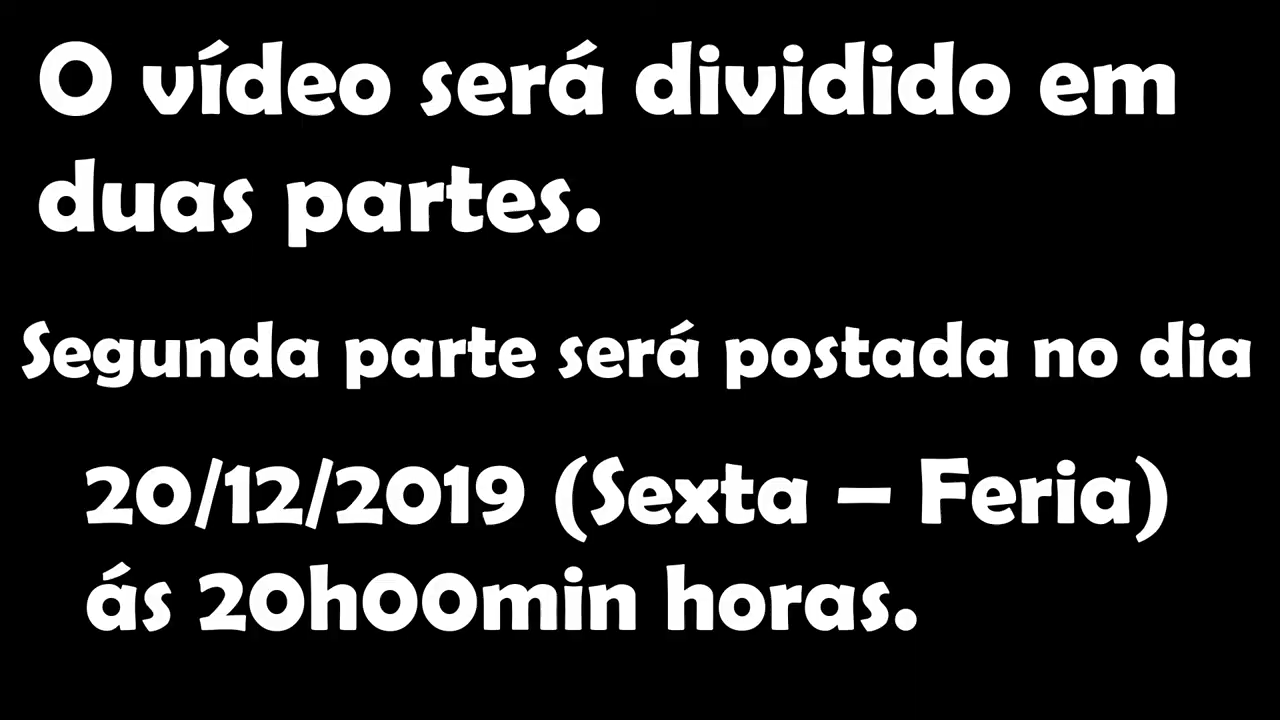 O vídeo será dividido em
duas partes.
Segunda parte será postada no dia
20/12/2019 (Sexta – Feria)
ás 20h00min horas.